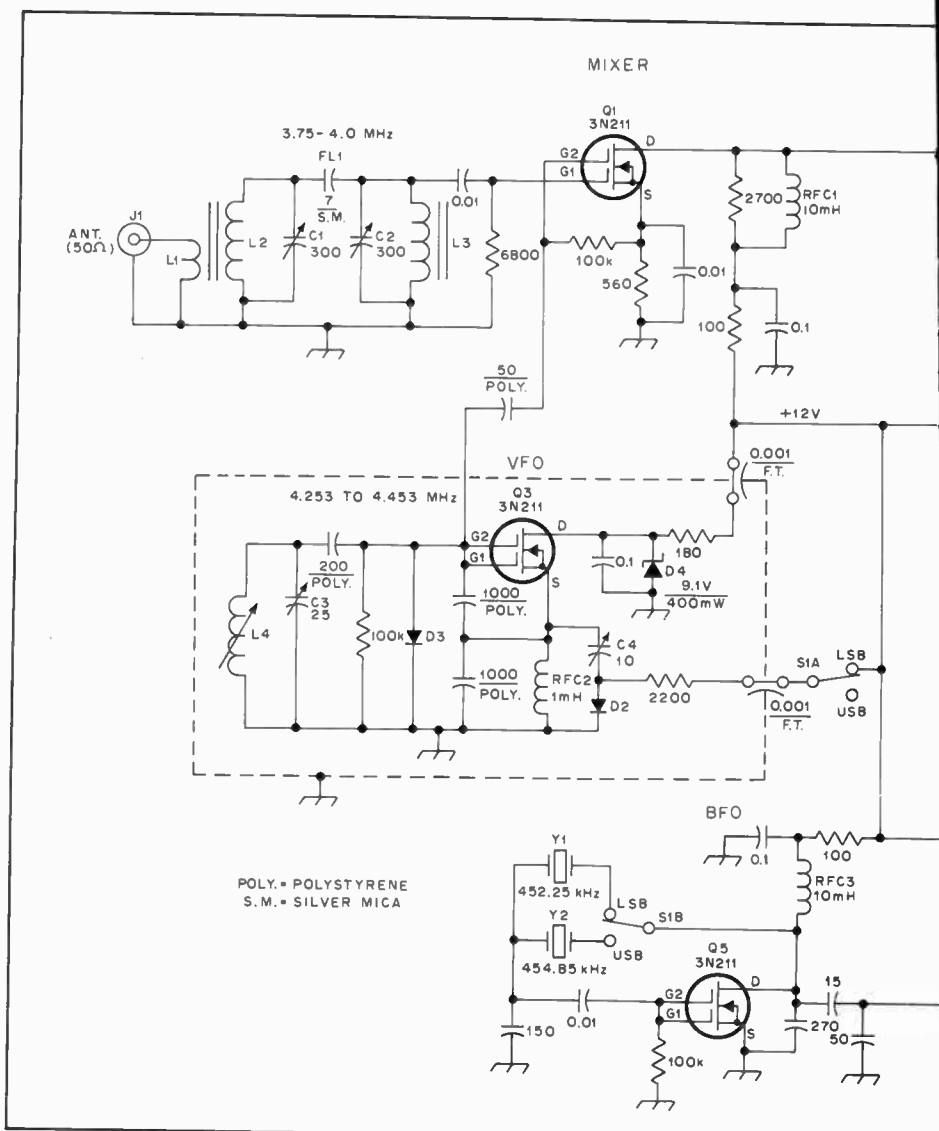 MIXER
Q1
3N211
D
G2
G1
S
3.75-4.0 MHz
FL1
7
S.M.
0.01
J1
ANT.
(50Ω)
L1
L2
C1
300
C2
300
L3
6800
100k
560
0.01
2700
RFC1
10mH
100
0.1
50
POLY.
+12V
0.001
F.T.
VFO
4.253 TO 4.453 MHz
Q3
3N211
D
G2
G1
S
200
POLY.
C3
25
L4
100k
D3
1000
POLY.
1000
POLY.
RFC2
1mH
0.1
D4
9.1V
400mW
180
C4
10
D2
2200
0.001
F.T.
S1A
LSB
USB
BFO
0.1
100
RFC3
10mH
Y1
452.25 kHz
LSB
S1B
Y2
USB
454.85 kHz
POLY.= POLYSTYRENE
S.M.= SILVER MICA
Q5
3N211
D
G2
G1
S
150
0.01
100k
15
270
50